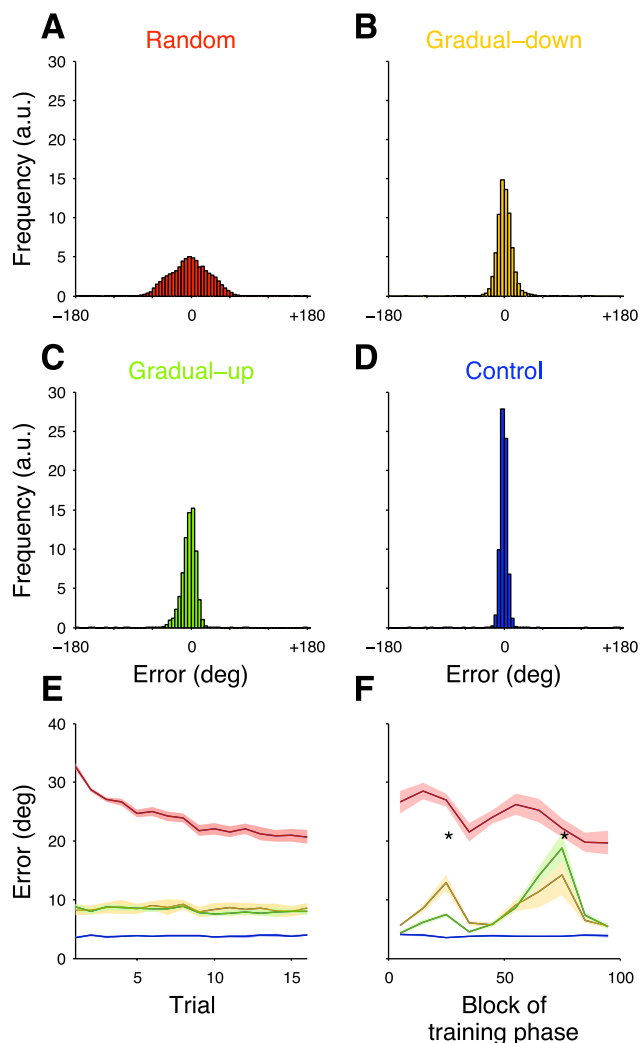 A
Random
B
Gradual–down
Frequency (a.u.)
30
25
20
15
10
5
0
−180
0
+180
−180
0
+180
C
Gradual–up
D
Control
Frequency (a.u.)
30
25
20
15
10
5
0
−180
0
+180
−180
0
+180
Error (deg)
Error (deg)
E
F
Error (deg)
40
30
20
10
0
*
*
5
10
15
0
50
100
Trial
Block of
training phase